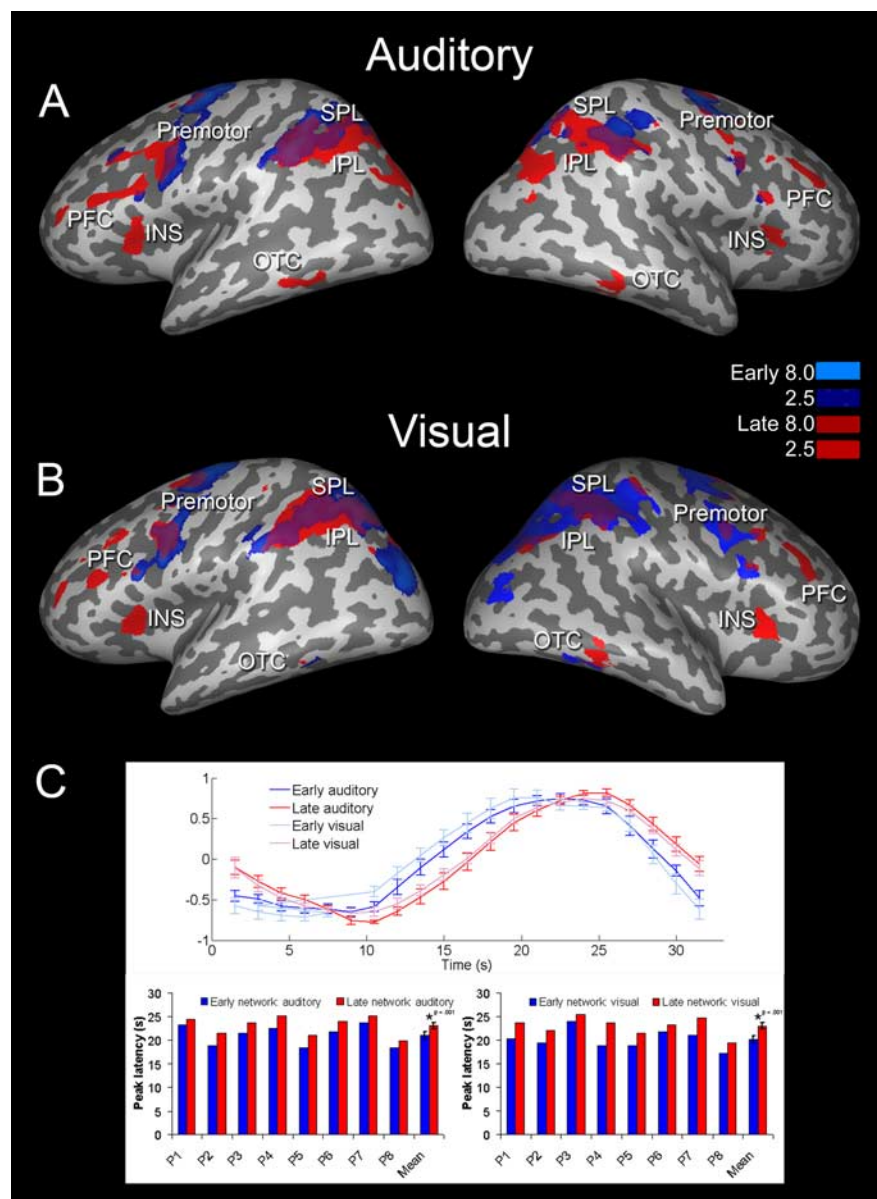 Auditory
A
SPL
Premotor
IPL
PFC
INS
OTC
SPL
Premotor
IPL
PFC
INS
OTC
Early 8.0
2.5
Late 8.0
2.5
Visual
B
SPL
Premotor
IPL
PFC
INS
OTC
SPL
Premotor
IPL
PFC
INS
OTC
C
1
0.5
0
-0.5
-1
Early auditory
Late auditory
Early visual
Late visual
0 5 10 15 20 25 30
Time (s)
Early network: auditory Late network: auditory
Peak latency (s)
30
25
20
15
10
5
0
* p = .001
P1 P2 P3 P4 P5 P6 P7 P8 Mean
Early network: visual Late network: visual
Peak latency (s)
30
25
20
15
10
5
0
* p = .001
P1 P2 P3 P4 P5 P6 P7 P8 Mean